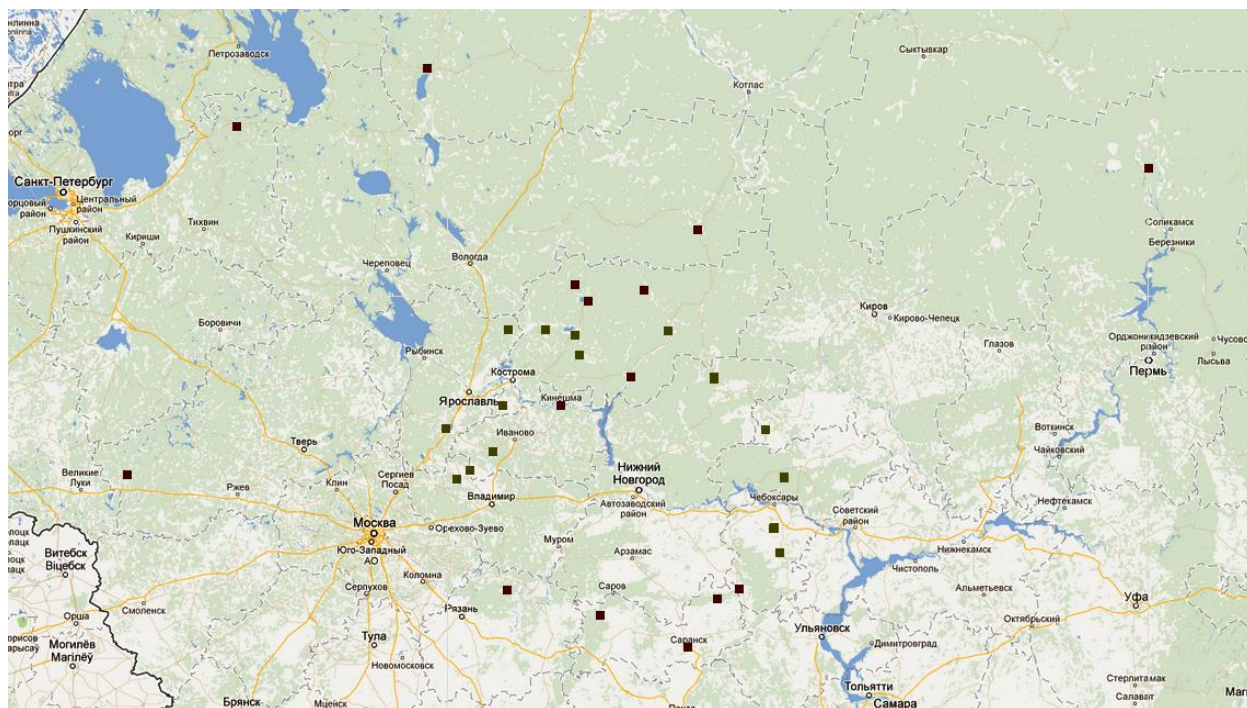 Петрозаводск
Сыктывкар
Котлас
Санкт-Петербург
Центральный
район
Пушкинский
район
Тихвин
Кириши
Соликамск
Березники
Вологда
Череповец
Киров
Кирово-Чепецк
Боровичи
Глазов
Рыбинск
Чусово
Лысьва
Пермь
Кострома
Ярославль
Кинешма
Иваново
Воткинск
Чайковский
Тверь
Великие
Луки
Ржев
Клин
Сергиев
Посад
Владимир
Нижний
Новгород
Автозаводский
район
Чебоксары
Нефтекамск
Советский
район
Москва
Орехово-Зуево
Юго-Западный
АО
Муром
Арзамас
Нижнекамск
Чистополь
Витебск
Віцебск
Коломна
Серпухов
Саров
Альметьевск
Смоленск
Рязань
Уфа
Орша
Октябрьский
Ульяновск
Тула
Саранск
Димитровград
Могилёв
Магілёў
Новомосковск
Тольятти
Самара
Стерлитамак
Салават
Брянск
Мценск